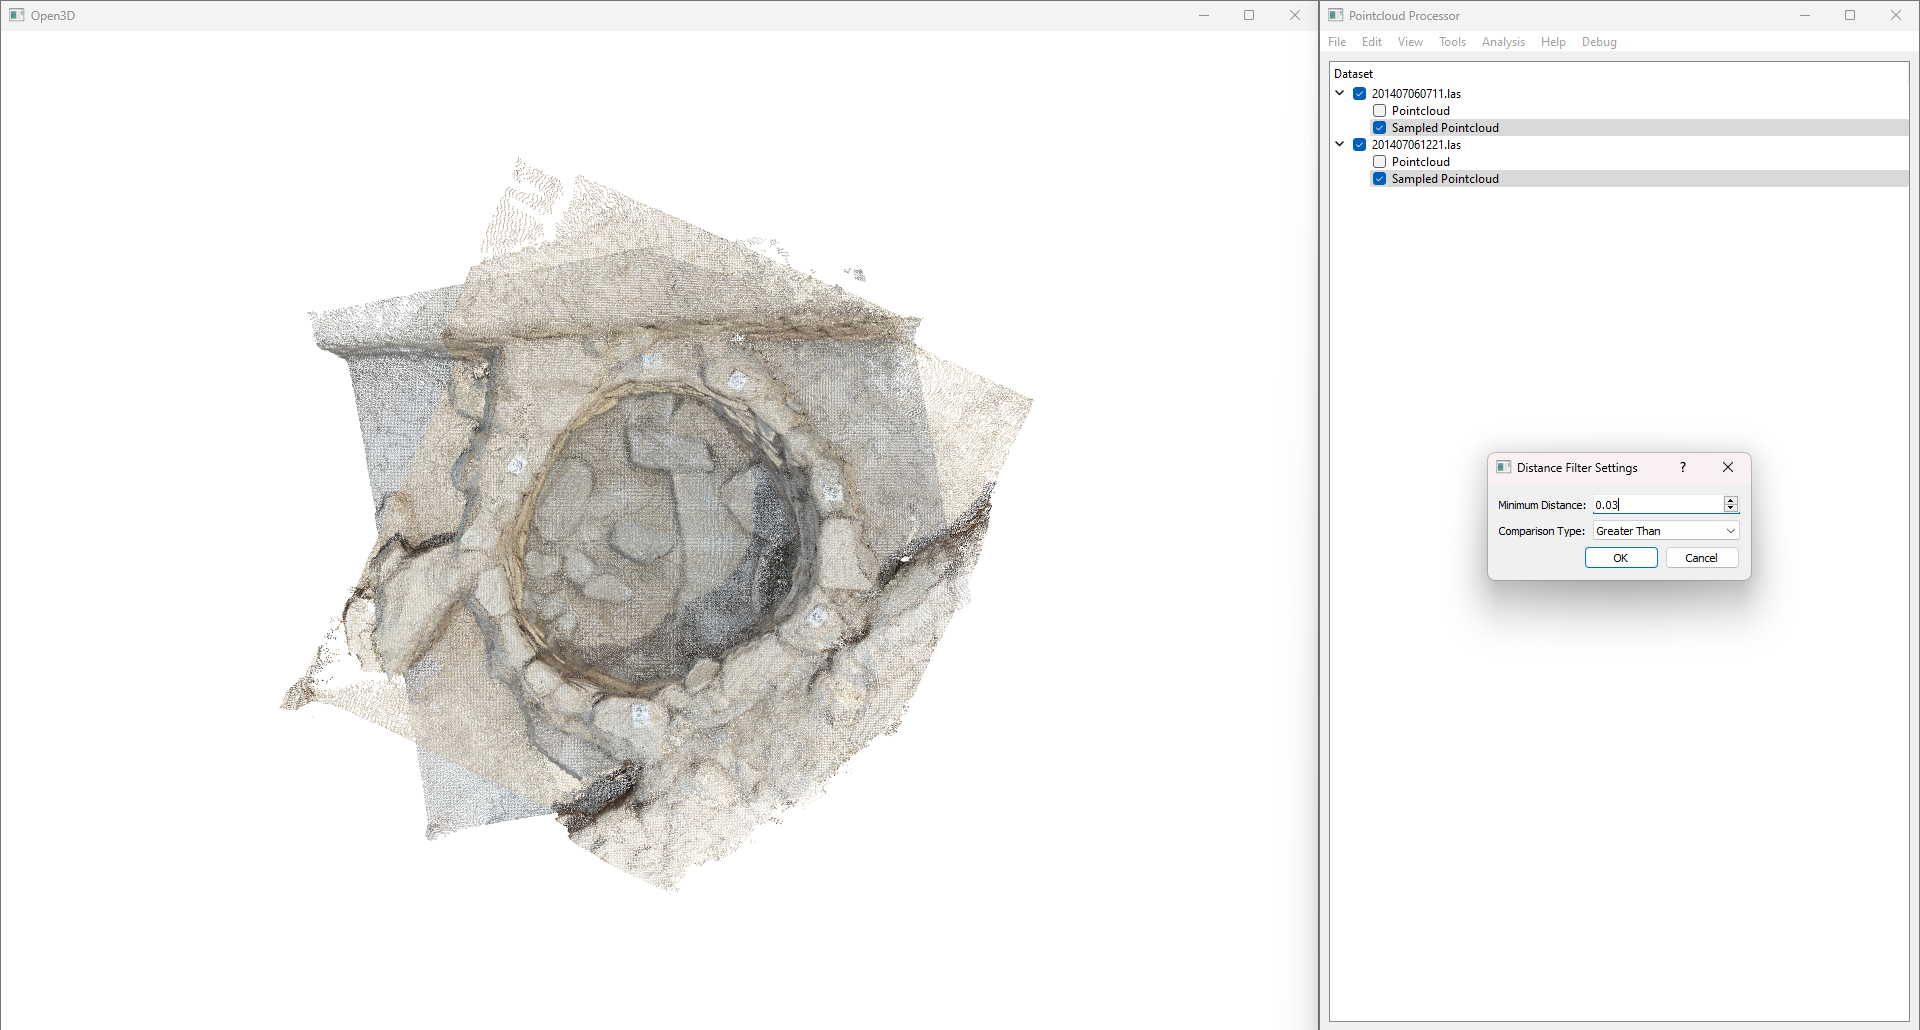 Open3D
Pointcloud Processor
File Edit View Tools Analysis Help Debug
Dataset
201407060711.las
Pointcloud
Sampled Pointcloud
201407061221.las
Pointcloud
Sampled Pointcloud
Distance Filter Settings ?
Minimum Distance: 0.03
Comparison Type: Greater Than
OK Cancel